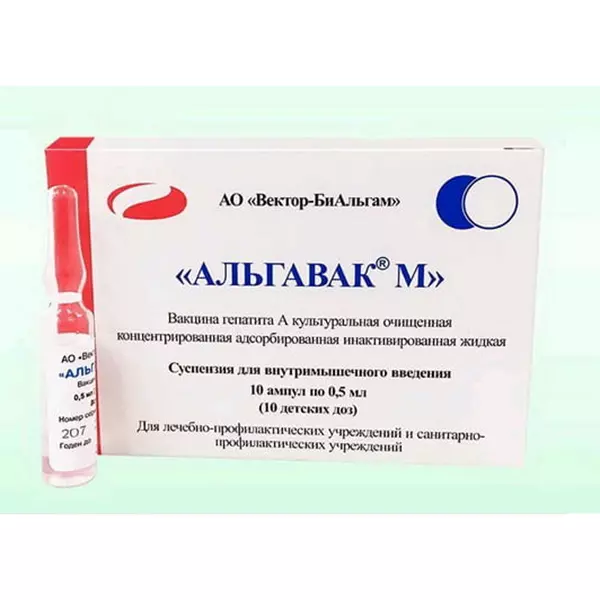 АО «Вектор-БиАльгам»
«АЛЬГАВАК® М»
Вакцина гепатита А культуральная очищенная
концентрированная адсорбированная инактивированная жидкая
Суспензия для внутримышечного введения
10 ампул по 0,5 мл
(10 детских доз)
Для лечебно-профилактических учреждений и санитарно-
профилактических учреждений
АО «Век
«АЛЬГ
Вакци
0,5 мл
Номер сери
207
Годен до